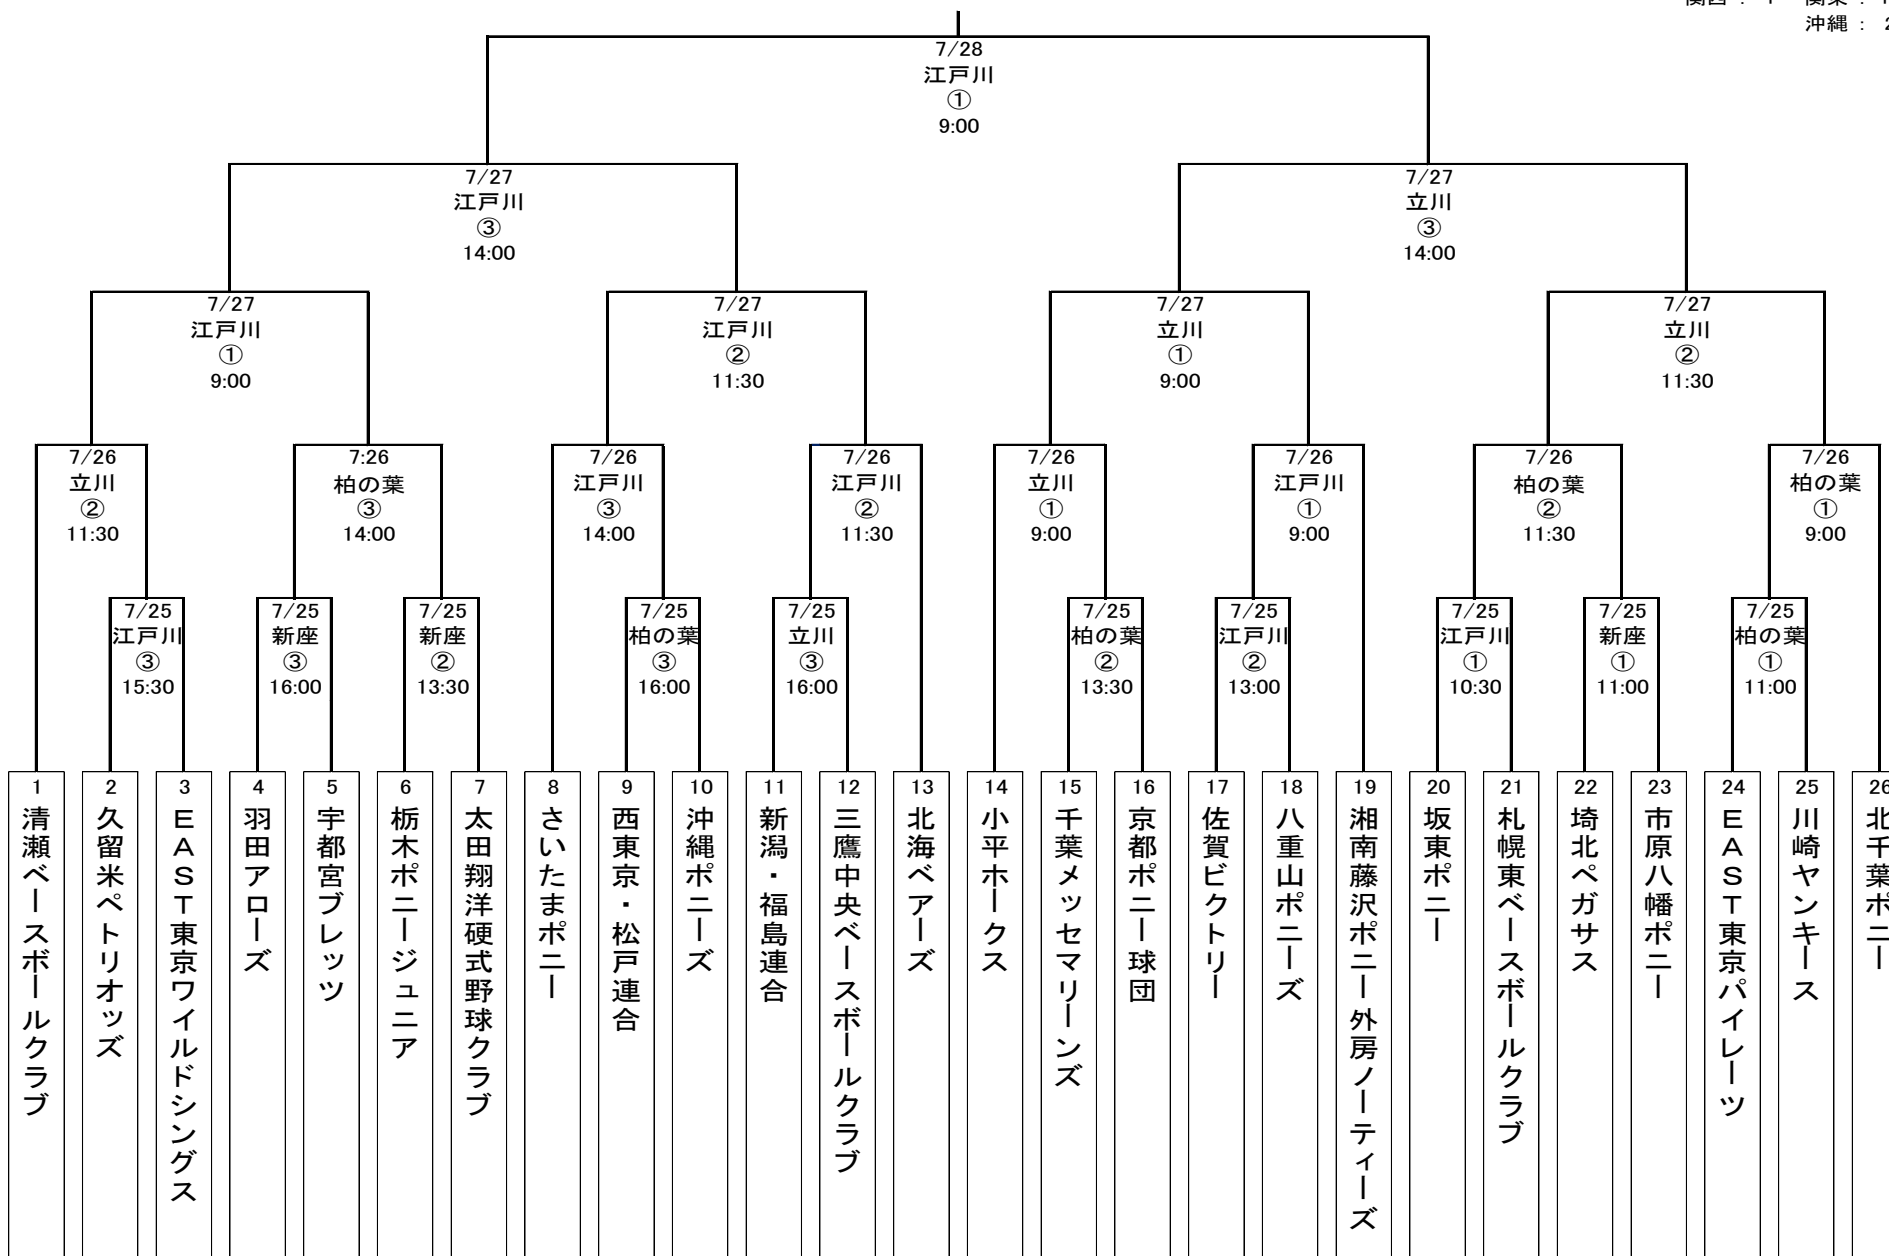 関西 : 1 関東 : 1
沖縄 : 2
7/28
江戸川
①
9:00
7/27
江戸川
③
14:00
7/27
立川
③
14:00
7/27
江戸川
①
9:00
7/27
江戸川
②
11:30
7/27
立川
①
9:00
7/27
立川
②
11:30
7/26
立川
②
11:30
7:26
柏の葉
③
14:00
7/26
江戸川
③
14:00
7/26
江戸川
②
11:30
7/26
立川
①
9:00
7/26
江戸川
①
9:00
7/26
柏の葉
②
11:30
7/26
柏の葉
①
9:00
7/25
江戸川
③
15:30
7/25
新座
③
16:00
7/25
新座
②
13:30
7/25
柏の葉
③
16:00
7/25
立川
③
16:00
7/25
柏の葉
②
13:30
7/25
江戸川
②
13:00
7/25
江戸川
①
10:30
7/25
新座
①
11:00
7/25
柏の葉
①
11:00
1
清瀬ベースボールクラブ
2
久留米ペトリオッズ
3
EAST東京ワイルドシングス
4
羽田アローズ
5
宇都宮ブレッツ
6
栃木ポニージュニア
7
太田翔洋硬式野球クラブ
8
さいたまポニー
9
西東京・松戸連合
10
沖縄ポニーズ
11
新潟・福島連合
12
三鷹中央ベースボールクラブ
13
北海ベアーズ
14
小平ホークス
15
千葉メッセマリーンズ
16
京都ポニー球団
17
佐賀ビクトリー
18
八重山ポニーズ
19
湘南藤沢ポニー外房ノーティーズ
20
坂東ポニー
21
札幌東ベースボールクラブ
22
埼北ペガサス
23
市原八幡ポニー
24
EAST東京パイレーツ
25
川崎ヤンキース
26
北千葉ポニー